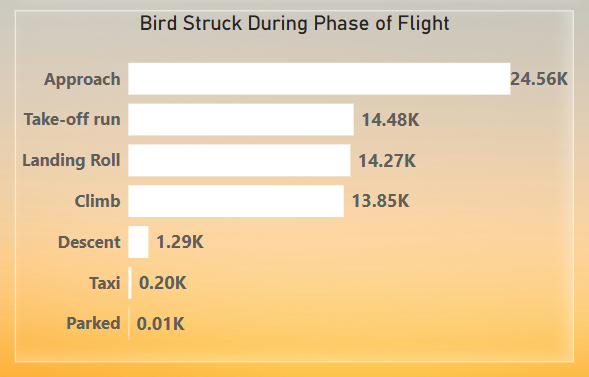 Bird Struck During Phase of Flight
Approach 24.56K
Take-off run 14.48K
Landing Roll 14.27K
Climb 13.85K
Descent 1.29K
Taxi 0.20K
Parked 0.01K